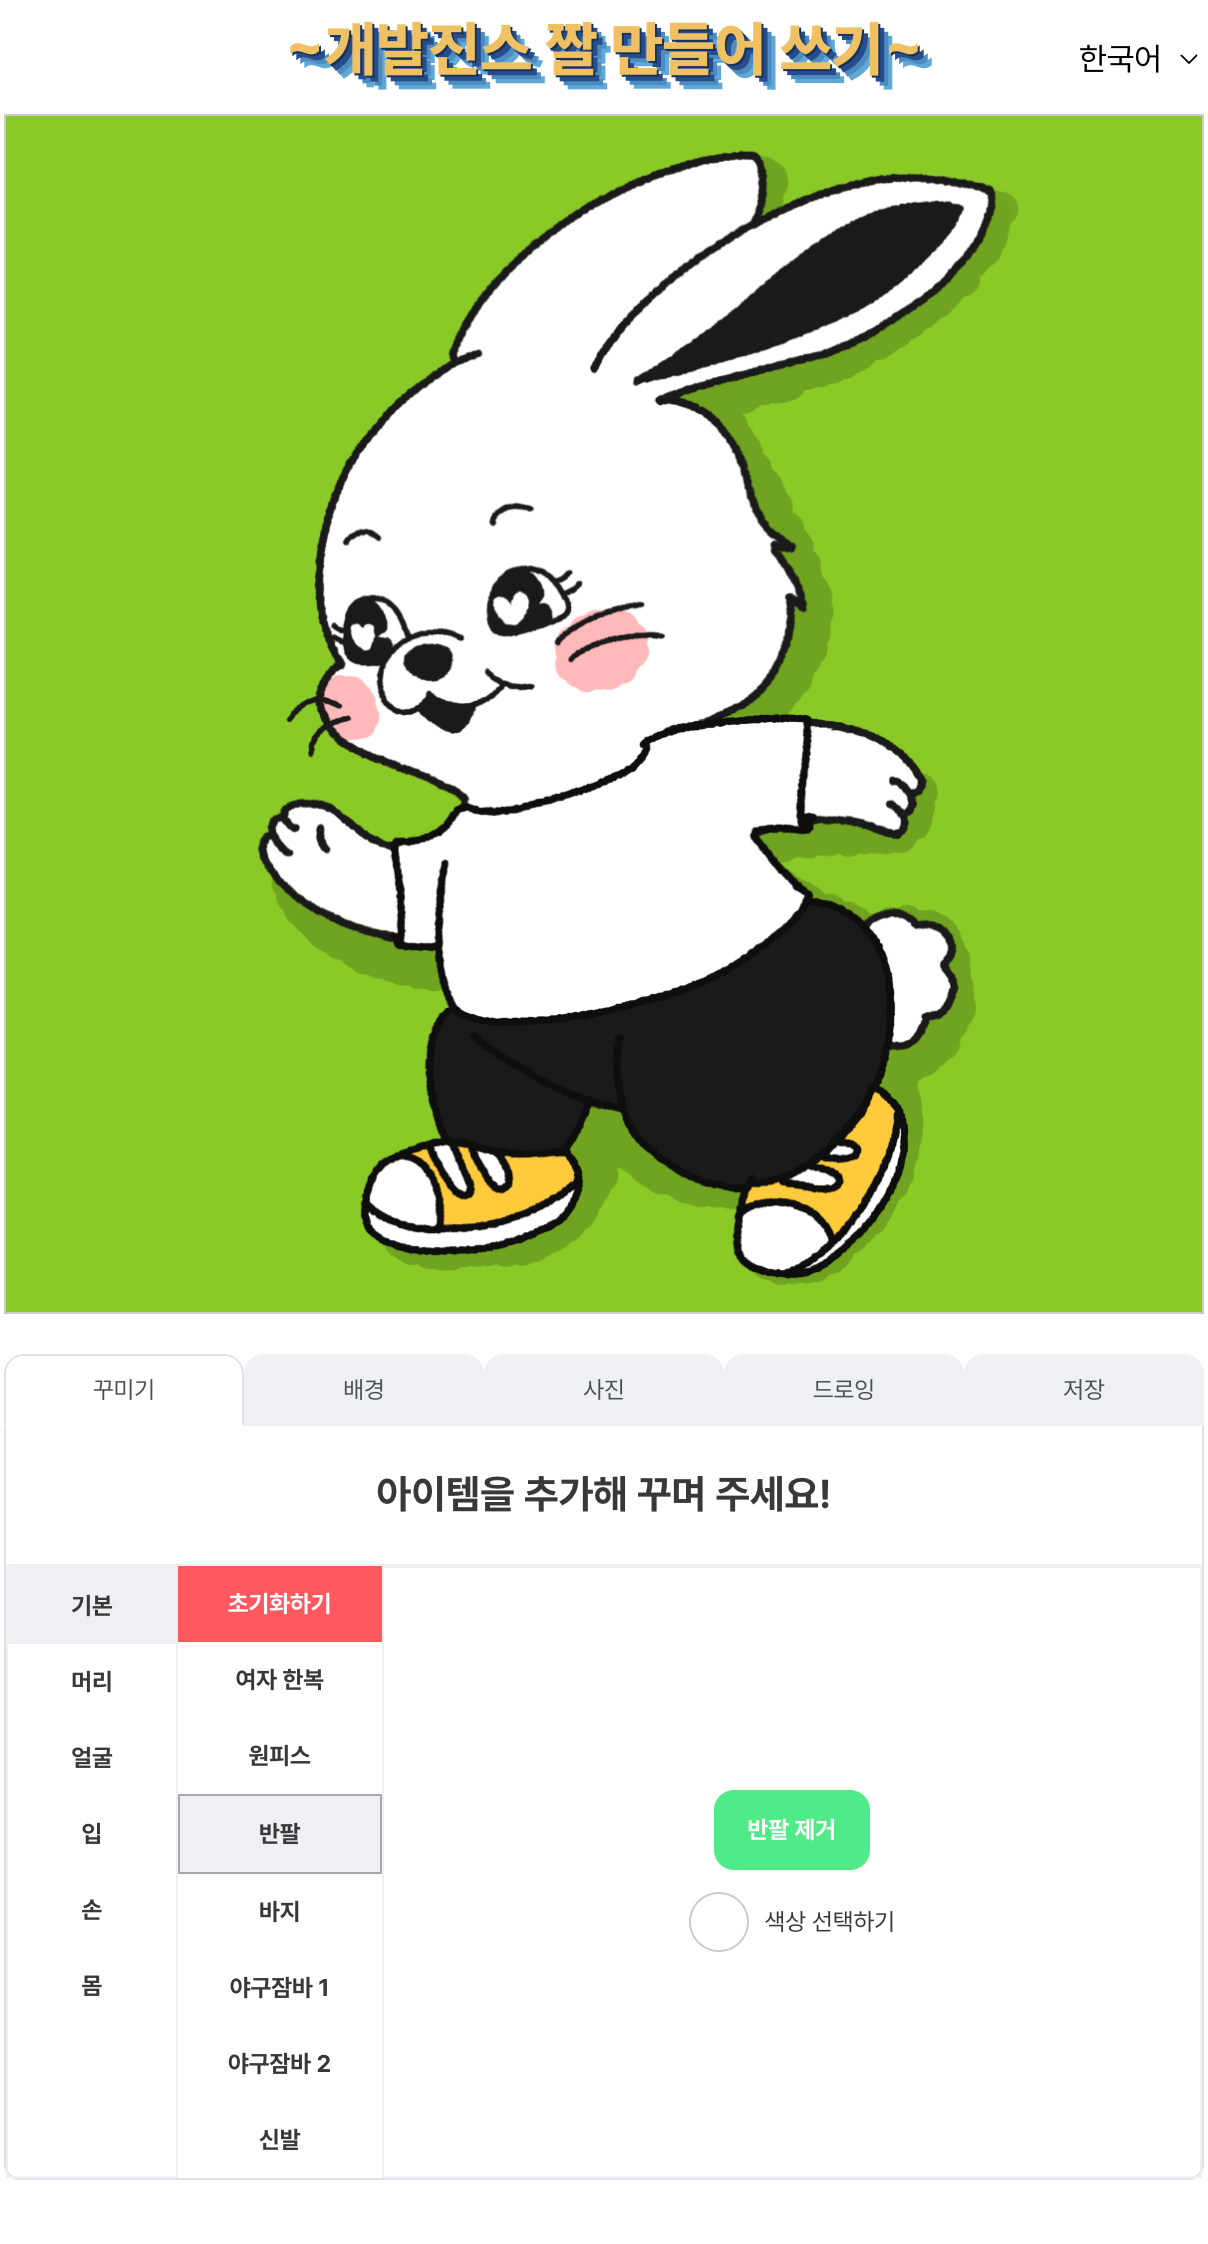 ~개발진스 짤 만들어 쓰기~
한국어
꾸미기
배경
사진
드로잉
저장
아이템을 추가해 꾸며 주세요!
기본
머리
얼굴
입
손
몸
초기화하기
여자 한복
원피스
반팔
바지
야구잠바 1
야구잠바 2
신발
반팔 제거
색상 선택하기